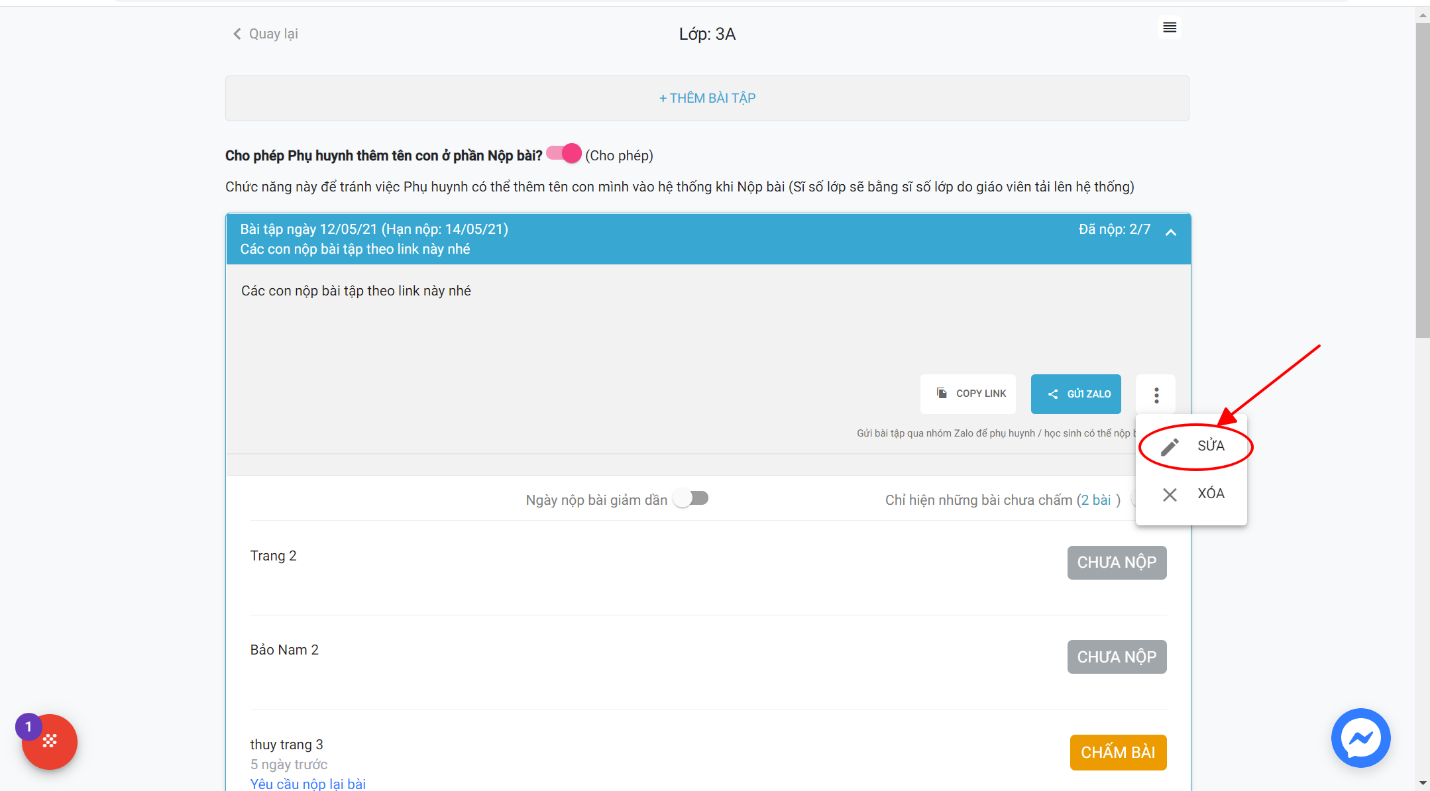 Quay lại
Lớp: 3A
+ THÊM BÀI TẬP
Cho phép Phụ huynh thêm tên con ở phần Nộp bài? (Cho phép)
Chức năng này để tránh việc Phụ huynh có thể thêm tên con mình vào hệ thống khi Nộp bài (Sĩ số lớp sẽ bằng sĩ số lớp do giáo viên tải lên hệ thống)
Bài tập ngày 12/05/21 (Hạn nộp: 14/05/21)
Đã nộp: 2/7
Các con nộp bài tập theo link này nhé
Các con nộp bài tập theo link này nhé
COPY LINK
GỬI ZALO
Gửi bài tập qua nhóm Zalo để phụ huynh / học sinh có thể nộp
SỬA
XÓA
Ngày nộp bài giảm dần
Chỉ hiện những bài chưa chấm (2 bài )
Trang 2
CHƯA NỘP
Bảo Nam 2
CHƯA NỘP
thuy trang 3
5 ngày trước
CHẤM BÀI
Yêu cầu nộp lại bài
1